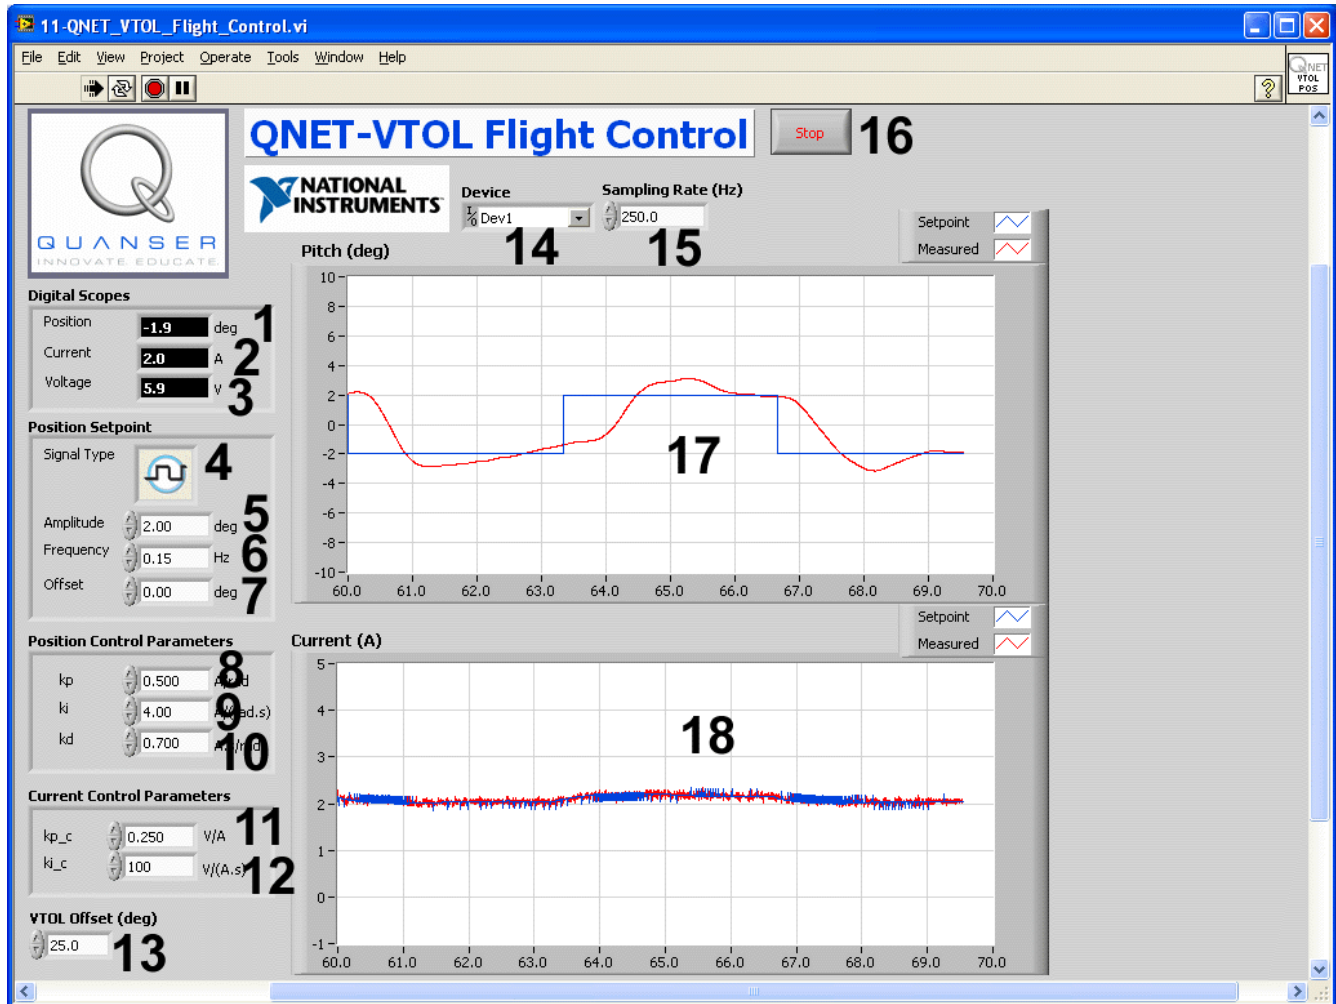 11-QNET_VTOL_Flight_Control.vi
File Edit View Project Operate Tools Window Help
QNET
VTOL
POS
QUANSER
INNOVATE. EDUCATE.
QNET-VTOL Flight Control
Stop 16
NATIONAL
INSTRUMENTS
Device
Dev1
14
Sampling Rate (Hz)
250.0
15
Digital Scopes
Position -1.9 deg 1
Current 2.0 A 2
Voltage 5.9 V 3
Position Setpoint
Signal Type 4
Amplitude 2.00 deg 5
Frequency 0.15 Hz 6
Offset 0.00 deg 7
Position Control Parameters
kp 0.500 8
ki 4.00 9
kd 0.700 10
Current Control Parameters
kp_c 0.250 V/A 11
ki_c 100 V/(A.s) 12
VTOL Offset (deg)
25.0 13
Pitch (deg)
Setpoint
Measured
10
8
6
4
2
0
-2
-4
-6
-8
-10
60.0 61.0 62.0 63.0 64.0 65.0 66.0 67.0 68.0 69.0 70.0
17
Current (A)
Setpoint
Measured
5
4
3
2
1
0
-1
60.0 61.0 62.0 63.0 64.0 65.0 66.0 67.0 68.0 69.0 70.0
18